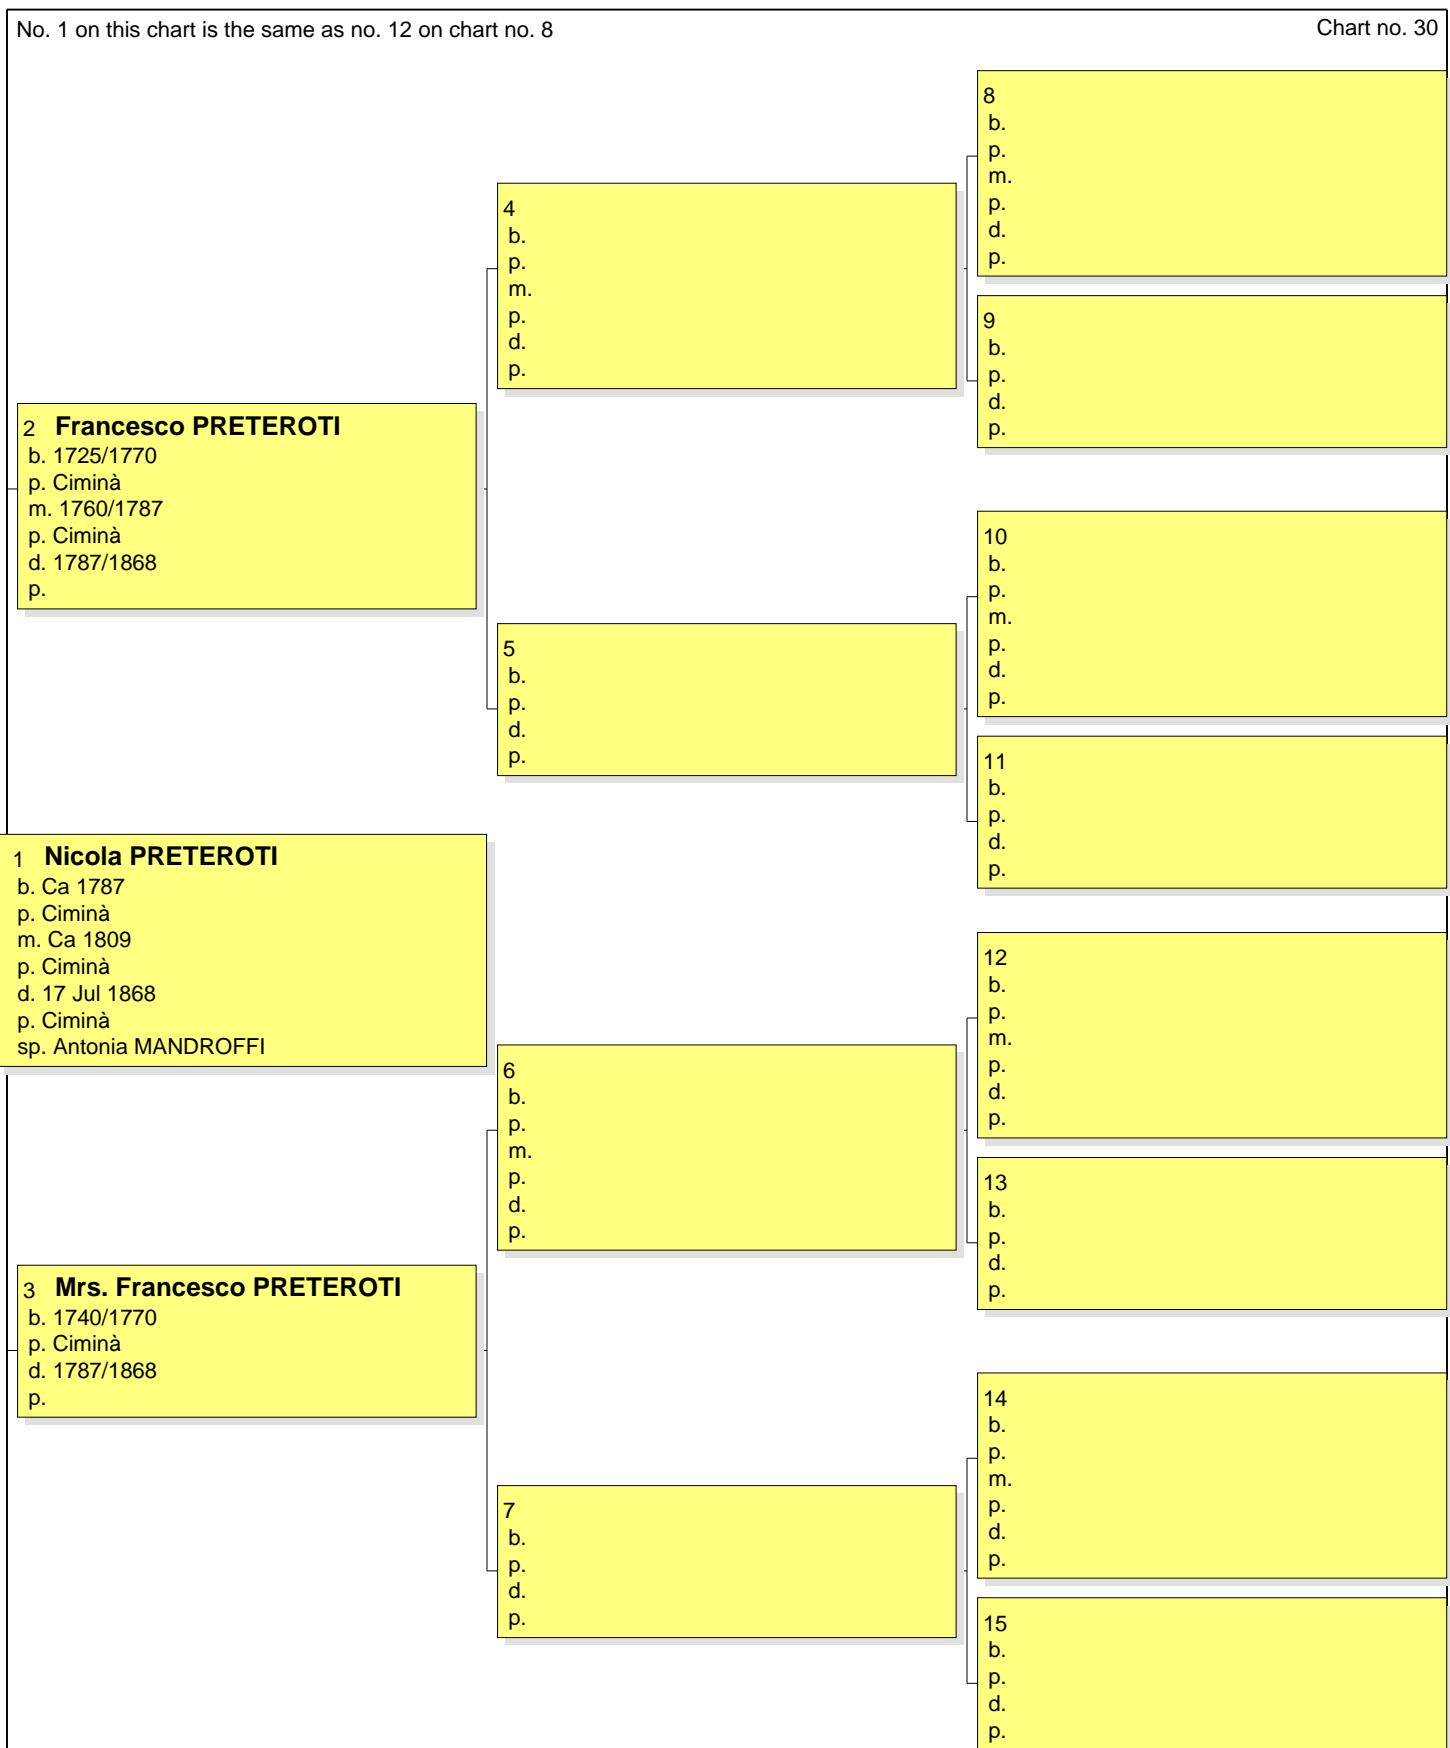 No. 1 on this chart is the same as no. 12 on chart no. 8
Chart no. 30
8
b.
p.
m.
p.
d.
p.
4
b.
p.
m.
p.
d.
p.
9
b.
p.
d.
p.
2 Francesco PRETEROTI
b. 1725/1770
p. Ciminà
m. 1760/1787
p. Ciminà
d. 1787/1868
p.
10
b.
p.
m.
p.
d.
p.
5
b.
p.
d.
p.
11
b.
p.
d.
p.
1 Nicola PRETEROTI
b. Ca 1787
p. Ciminà
m. Ca 1809
p. Ciminà
d. 17 Jul 1868
p. Ciminà
sp. Antonia MANDROFFI
12
b.
p.
m.
p.
d.
p.
6
b.
p.
m.
p.
d.
p.
13
b.
p.
d.
p.
3 Mrs. Francesco PRETEROTI
b. 1740/1770
p. Ciminà
d. 1787/1868
p.
14
b.
p.
m.
p.
d.
p.
7
b.
p.
d.
p.
15
b.
p.
d.
p.